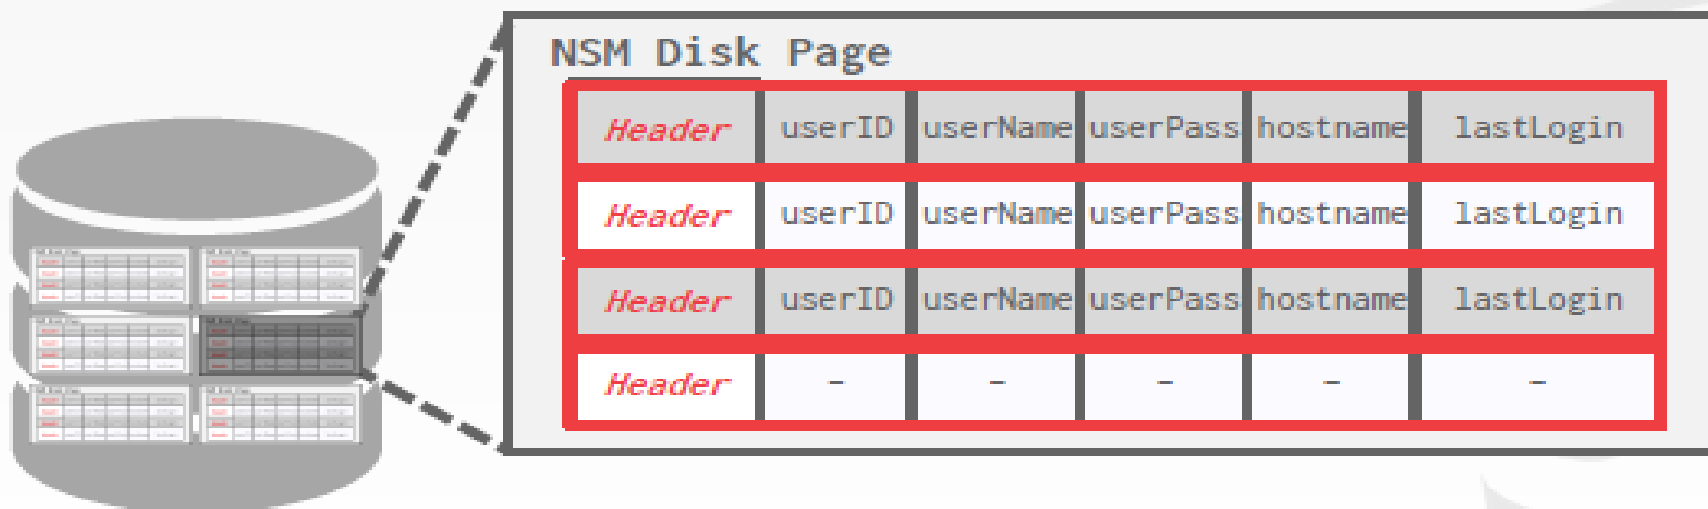 NSM Disk Page
Header userID userName userPass hostname lastLogin
Header userID userName userPass hostname lastLogin
Header userID userName userPass hostname lastLogin
Header - - - - -